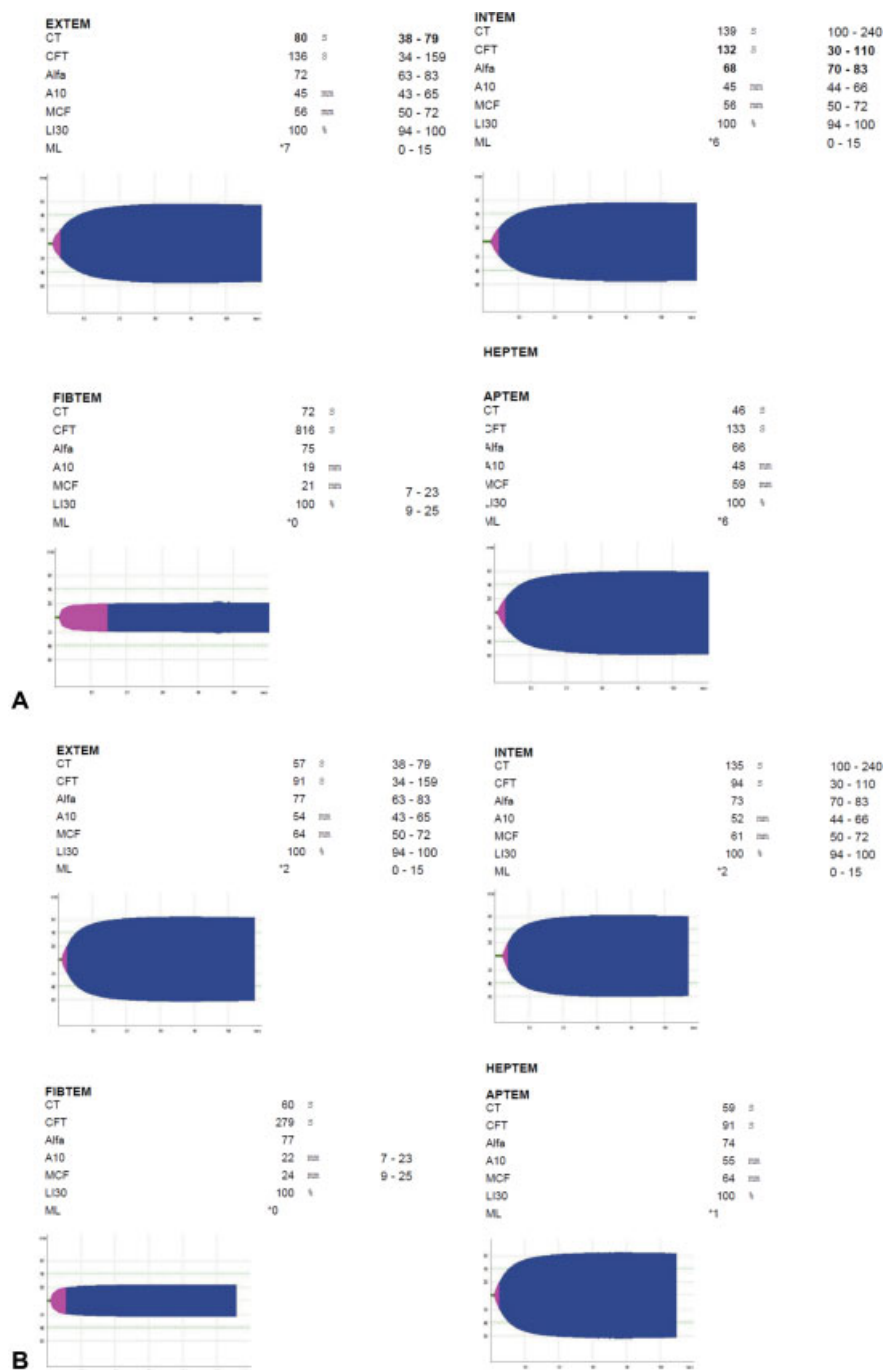 EXTEM
CT 80 s 38 - 79
CFT 136 s 34 - 159
Alfa 72 63 - 83
A10 45 mm 43 - 65
MCF 56 mm 50 - 72
LI30 100 % 94 - 100
ML *7 0 - 15
INTEM
CT 139 s 100 - 240
CFT 132 s 30 - 110
Alfa 68 70 - 83
A10 45 mm 44 - 66
MCF 56 mm 50 - 72
LI30 100 % 94 - 100
ML *6 0 - 15
FIBTEM
CT 72 s
CFT 816 s
Alfa 75
A10 19 mm
MCF 21 mm 7 - 23
LI30 100 % 9 - 25
ML *0
HEPTEM
APTEM
CT 46 s
CFT 133 s
Alfa 66
A10 48 mm
MCF 59 mm
LI30 100 %
ML *6
A
EXTEM
CT 57 s 38 - 79
CFT 91 s 34 - 159
Alfa 77 63 - 83
A10 54 mm 43 - 65
MCF 64 mm 50 - 72
LI30 100 % 94 - 100
ML *2 0 - 15
INTEM
CT 135 s 100 - 240
CFT 94 s 30 - 110
Alfa 73 70 - 83
A10 52 mm 44 - 66
MCF 61 mm 50 - 72
LI30 100 % 94 - 100
ML *2 0 - 15
FIBTEM
CT 60 s
CFT 279 s
Alfa 77
A10 22 mm 7 - 23
MCF 24 mm 9 - 25
LI30 100 %
ML *0
HEPTEM
APTEM
CT 59 s
CFT 91 s
Alfa 74
A10 55 mm
MCF 64 mm
LI30 100 %
ML *1
B